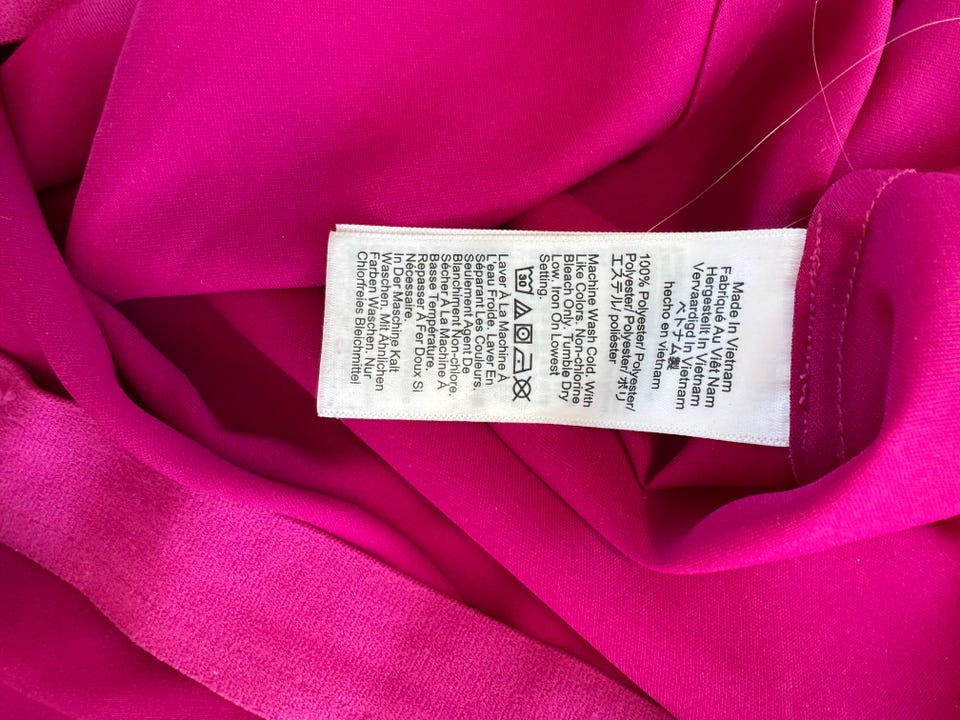 Made In Vietnam
Fabriqué Au Viêt Nam
Hergestellt In Vietnam
Vervaardigd In Vietnam
ベトナム製
hecho en vietnam
100% Polyester/ Polyester/
Polyester/ Polyester/ ポリ
エステル/ poliéster
Machine Wash Cold. With
Like Colors. Non-chlorine
Bleach Only. Tumble Dry
Low. Iron On Lowest
Setting.
30
Laver À La Machine À
L'eau Froide. Laver En
Séparant Les Couleurs.
Seulement Agent De
Blanchiment Non-chlore.
Sécher À La Machine À
Basse Température.
Repasser À Fer Doux Si
Nécessaire.
In Der Maschine Kalt
Waschen. Mit Ähnlichen
Farben Waschen. Nur
Chlorfreies Bleichmittel